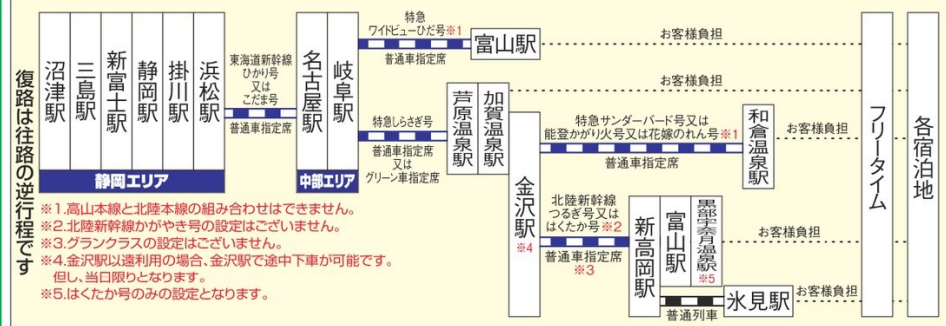 復路は往路の逆行程です
沼津駅
三島駅
新富士駅
静岡駅
掛川駅
浜松駅
静岡エリア
東海道新幹線
ひかり号
又は
こだま号
普通車指定席
名古屋駅
岐阜駅
中部エリア
特急
ワイドビューひだ号※1
普通車指定席
富山駅
お客様負担
特急しらさぎ号
普通車指定席
又は
グリーン車指定席
芦原温泉駅
加賀温泉駅
お客様負担
金沢駅
※4
特急サンダーバード号又は
能登かがり火号又は花嫁のれん号※1
普通車指定席
和倉温泉駅
お客様負担
北陸新幹線
つるぎ号又は
はくたか号※2
普通車指定席
※3
新高岡駅
富山駅
黒部宇奈月温泉駅
※5
お客様負担
普通列車
氷見駅
お客様負担
フリータイム
各宿泊地
※1.高山本線と北陸本線の組み合わせはできません。
※2.北陸新幹線かがやき号の設定はございません。
※3.グランクラスの設定はございません。
※4.金沢駅以遠利用の場合、金沢駅で途中下車が可能です。
但し、当日限りとなります。
※5.はくたか号のみの設定となります。